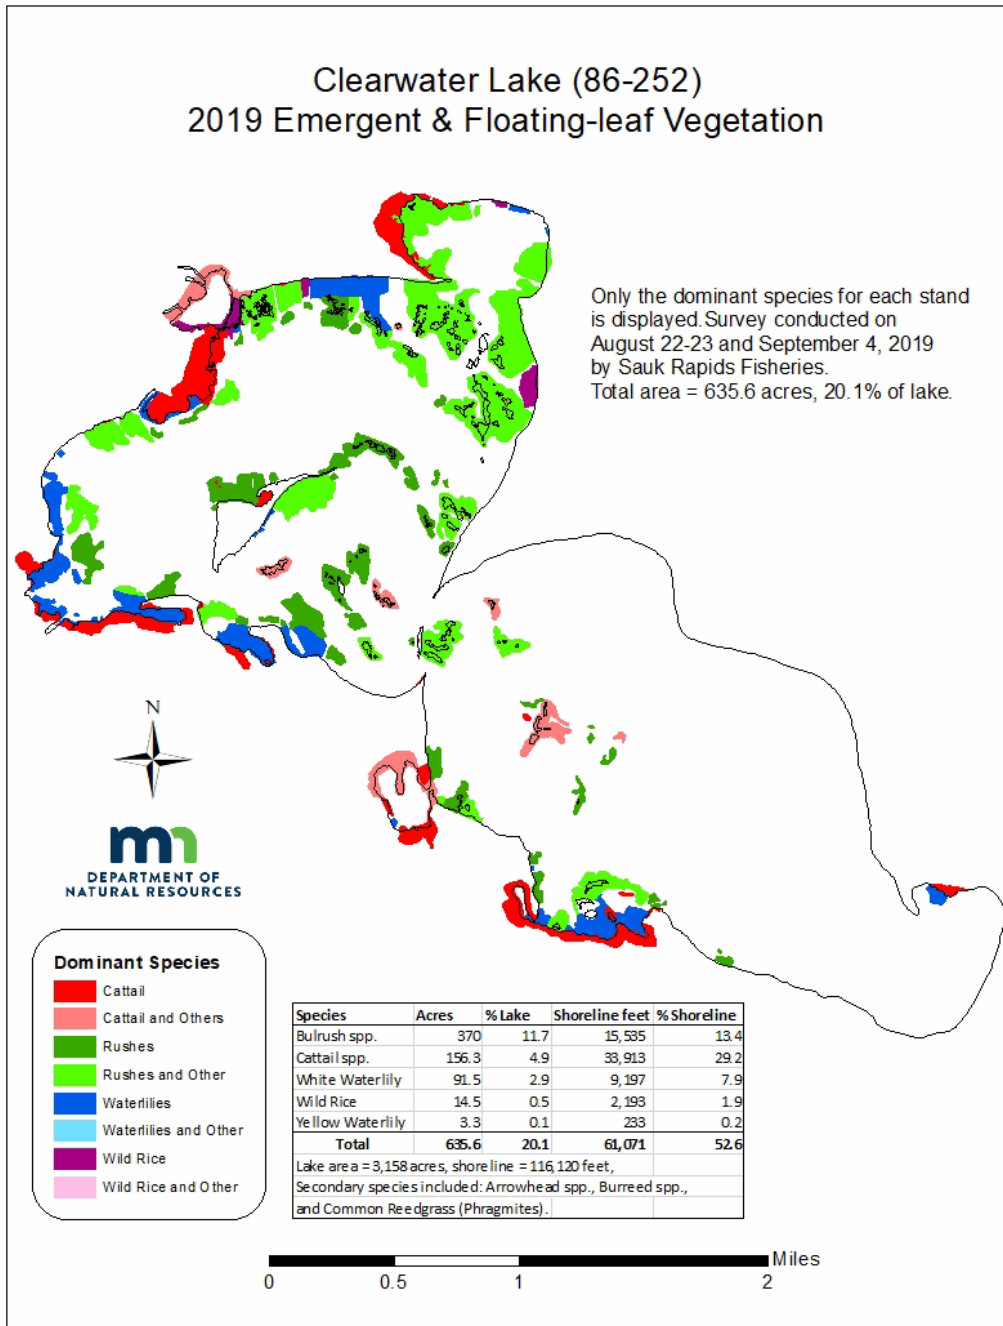 Clearwater Lake (86-252)
2019 Emergent & Floating-leaf Vegetation
Only the dominant species for each stand
is displayed.Survey conducted on
August 22-23 and September 4, 2019
by Sauk Rapids Fisheries.
Total area = 635.6 acres, 20.1% of lake.
N
mn
DEPARTMENT OF
NATURAL RESOURCES
Dominant Species
Cattail
Cattail and Others
Rushes
Rushes and Other
Waterlilies
Waterlilies and Other
Wild Rice
Wild Rice and Other
Species Acres % Lake Shoreline feet % Shoreline
Bulrush spp. 370 11.7 15,535 13.4
Cattail spp. 156.3 4.9 33,913 29.2
White Waterlily 91.5 2.9 9,197 7.9
Wild Rice 14.5 0.5 2,193 1.9
Yellow Waterlily 3.3 0.1 233 0.2
Total 635.6 20.1 61,071 52.6
Lake area = 3,158 acres, shoreline = 116,120 feet,
Secondary species included: Arrowhead spp., Burreed spp.,
and Common Reedgrass (Phragmites).
Miles
0 0.5 1 2